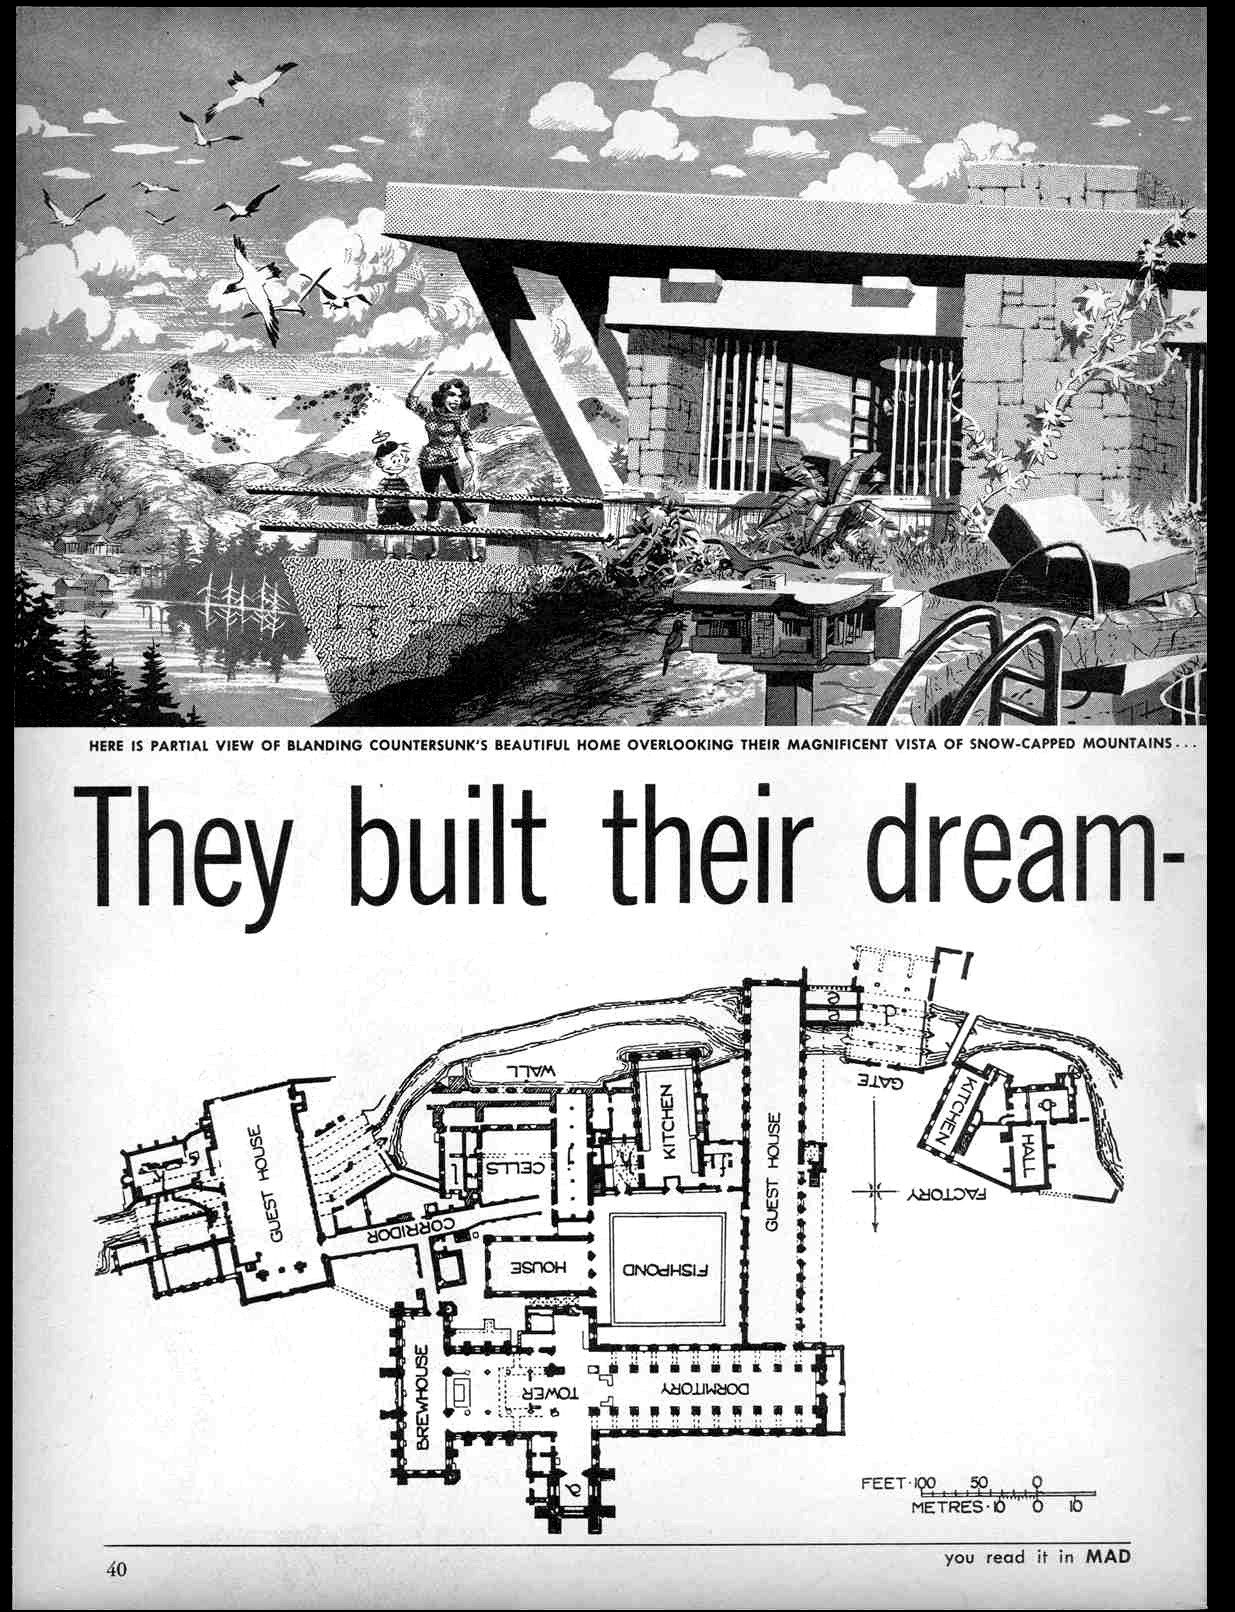 HERE IS PARTIAL VIEW OF BLANDING COUNTERSUNK'S BEAUTIFUL HOME OVERLOOKING THEIR MAGNIFICENT VISTA OF SNOW-CAPPED MOUNTAINS...
They built their dream-
WALL
GATE
KITCHEN
KITCHEN
HALL
GUEST HOUSE
CELLS
GUEST HOUSE
FACTORY
CORRIDOR
HOUSE
FISHPOND
BREWHOUSE
TOWER
DORMITORY
FEET·100 50 0
METRES·10 0 10
you read it in MAD
40